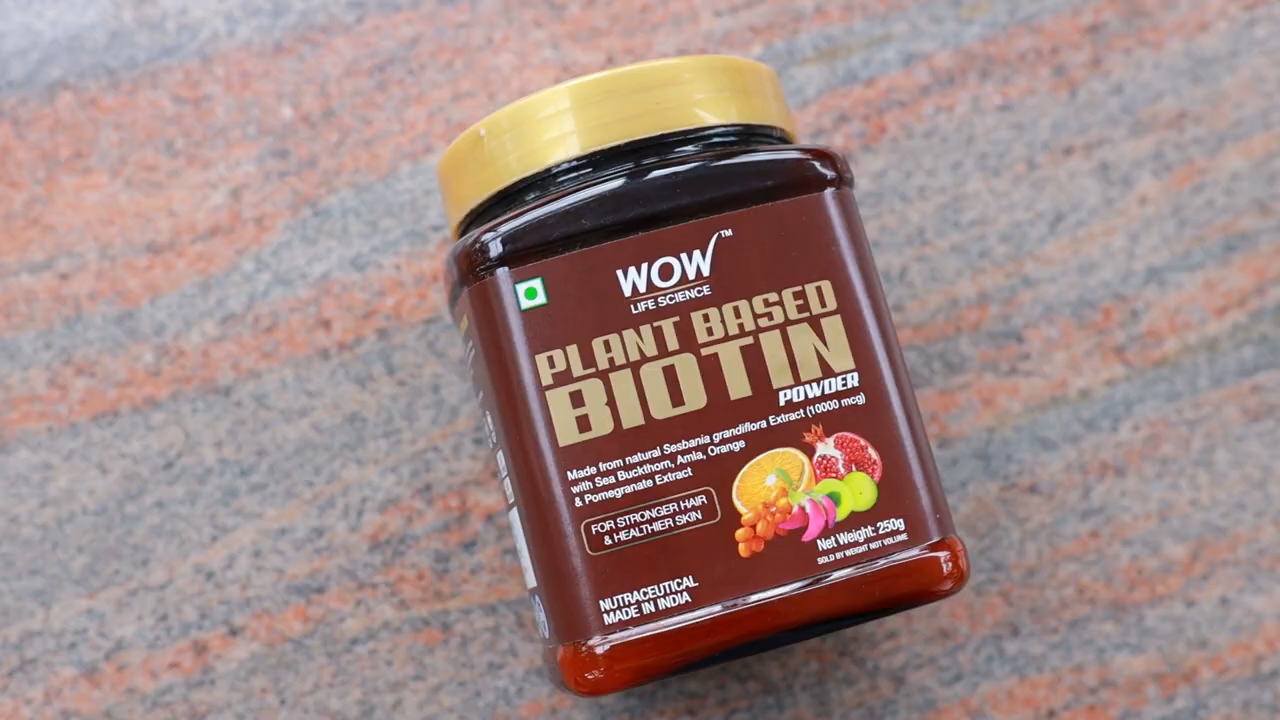 WOW™
LIFE SCIENCE
PLANT BASED
BIOTIN
POWDER
Made from natural Sesbania grandiflora Extract (10000 mcg)
with Sea Buckthorn, Amla, Orange
& Pomegranate Extract
FOR STRONGER HAIR
& HEALTHIER SKIN
Net Weight: 250g
SOLD BY WEIGHT NOT VOLUME
NUTRACEUTICAL
MADE IN INDIA